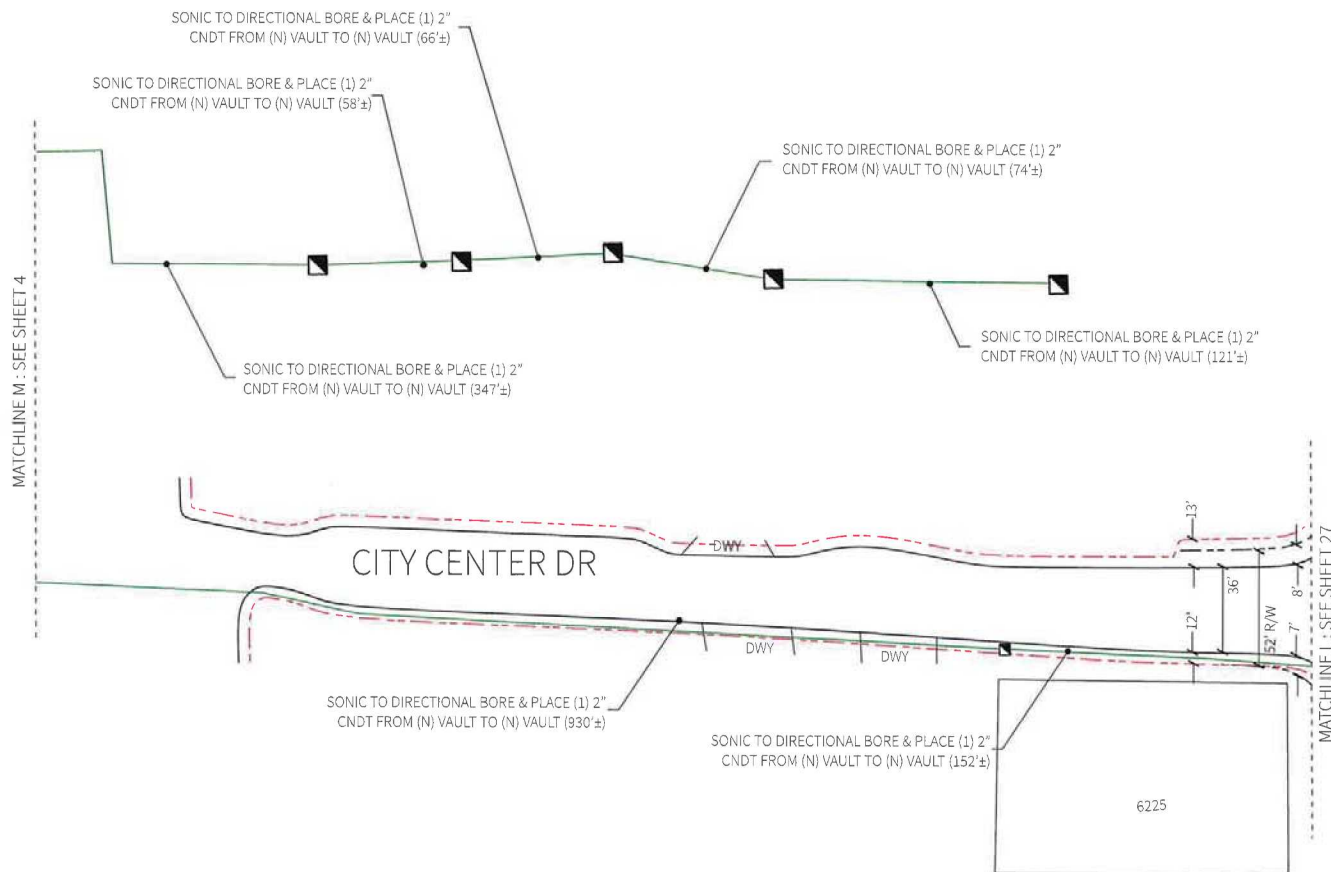 SONIC TO DIRECTIONAL BORE & PLACE (1) 2"
CNDT FROM (N) VAULT TO (N) VAULT (66'±)
SONIC TO DIRECTIONAL BORE & PLACE (1) 2"
CNDT FROM (N) VAULT TO (N) VAULT (58'±)
SONIC TO DIRECTIONAL BORE & PLACE (1) 2"
CNDT FROM (N) VAULT TO (N) VAULT (74'±)
MATCHLINE M : SEE SHEET 4
SONIC TO DIRECTIONAL BORE & PLACE (1) 2"
CNDT FROM (N) VAULT TO (N) VAULT (121'±)
SONIC TO DIRECTIONAL BORE & PLACE (1) 2"
CNDT FROM (N) VAULT TO (N) VAULT (347'±)
CITY CENTER DR
DWY
13'
36'
8'
12'
52' R/W
7'
MATCHLINE L : SEE SHEET 27
DWY
DWY
SONIC TO DIRECTIONAL BORE & PLACE (1) 2"
CNDT FROM (N) VAULT TO (N) VAULT (930'±)
SONIC TO DIRECTIONAL BORE & PLACE (1) 2"
CNDT FROM (N) VAULT TO (N) VAULT (152'±)
6225